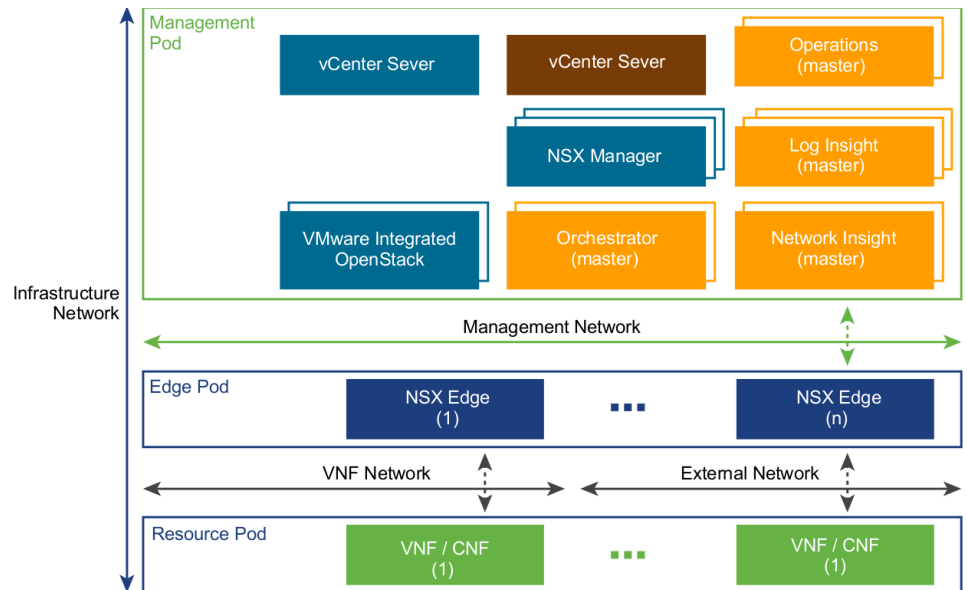 Management
Pod
vCenter Sever
vCenter Sever
Operations
(master)
NSX Manager
Log Insight
(master)
VMware Integrated
OpenStack
Orchestrator
(master)
Network Insight
(master)
Infrastructure
Network
Management Network
Edge Pod
NSX Edge
(1)
NSX Edge
(n)
VNF Network
External Network
Resource Pod
VNF / CNF
(1)
VNF / CNF
(1)